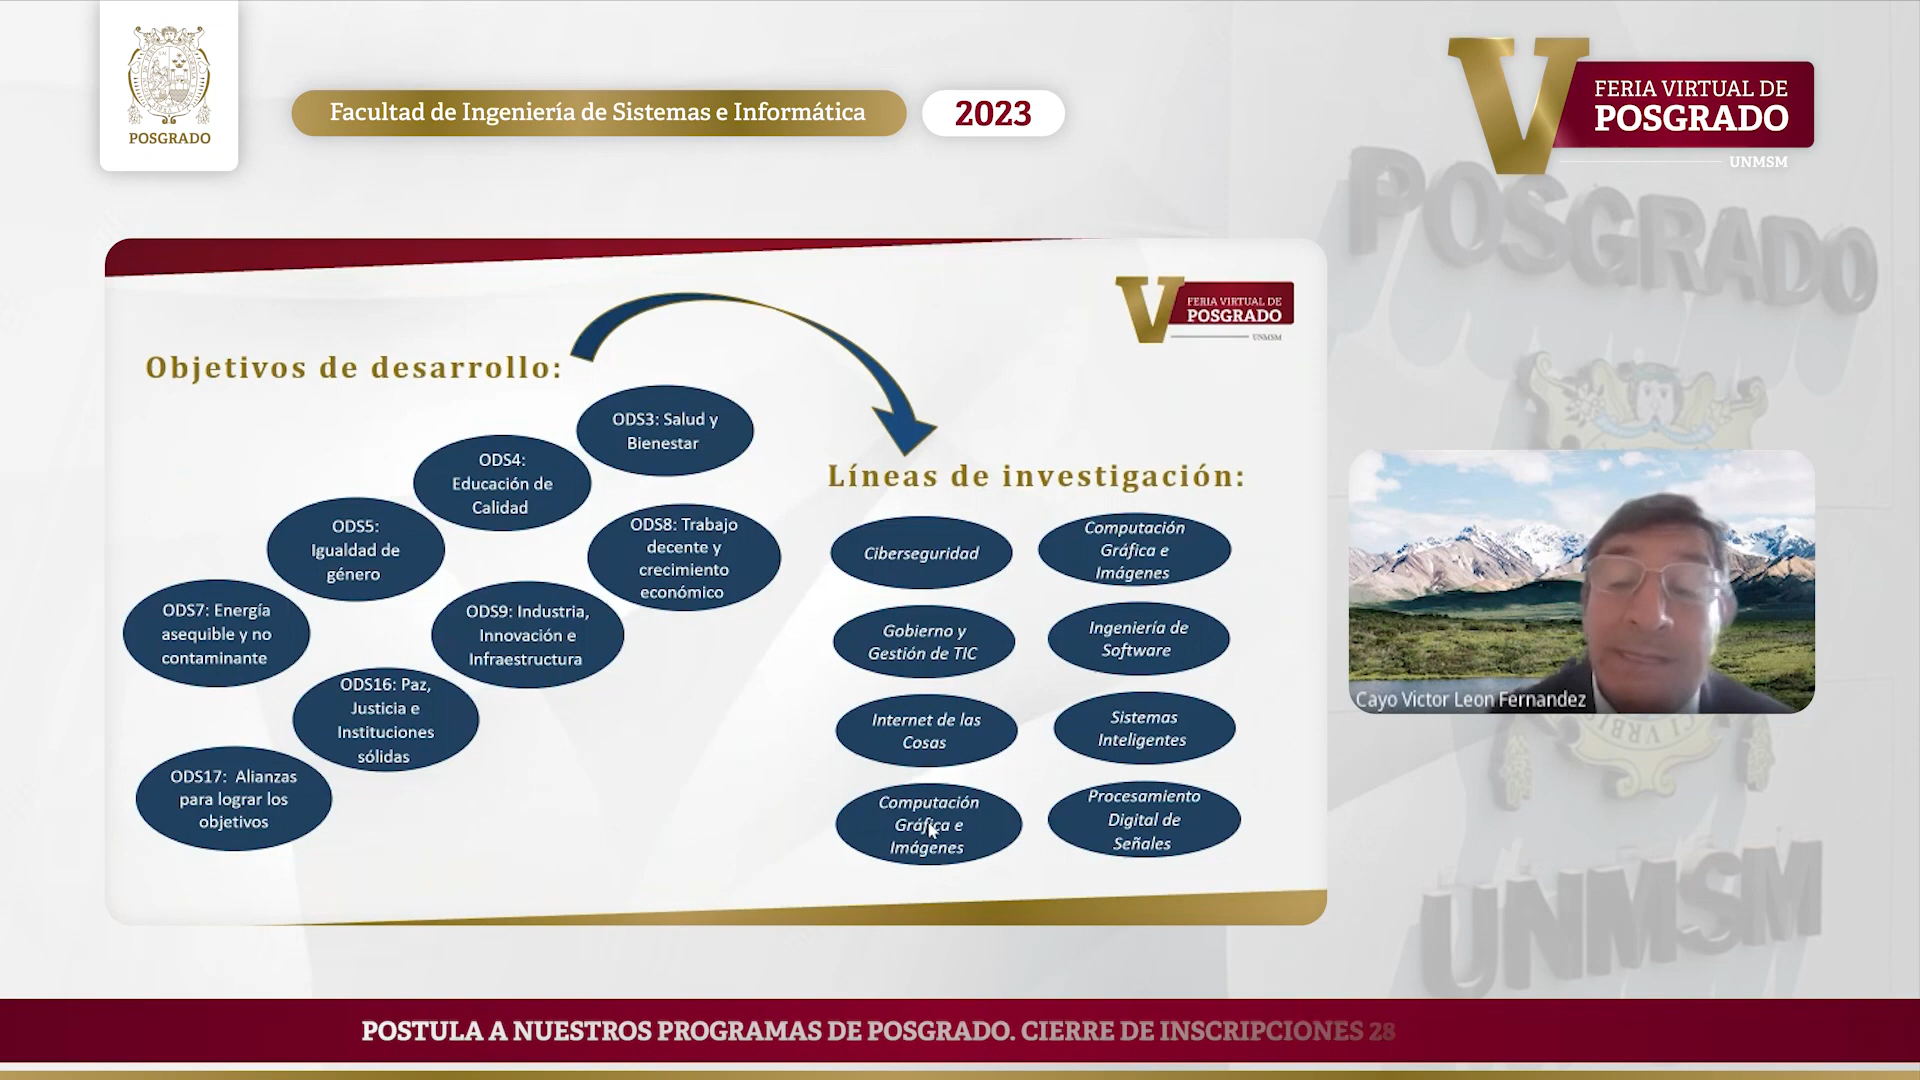 POSGRADO
Facultad de Ingeniería de Sistemas e Informática
2023
V
FERIA VIRTUAL DE
POSGRADO
UNMSM
POSGRADO
V
FERIA VIRTUAL DE
POSGRADO
UNMSM
Objetivos de desarrollo:
ODS3: Salud y
Bienestar
ODS4:
Educación de
Calidad
ODS5:
Igualdad de
género
ODS8: Trabajo
decente y
crecimiento
económico
ODS7: Energía
asequible y no
contaminante
ODS9: Industria,
Innovación e
Infraestructura
ODS16: Paz,
Justicia e
Instituciones
sólidas
ODS17: Alianzas
para lograr los
objetivos
Líneas de investigación:
Ciberseguridad
Computación
Gráfica e
Imágenes
Gobierno y
Gestión de TIC
Ingeniería de
Software
Internet de las
Cosas
Sistemas
Inteligentes
Computación
Gráfica e
Imágenes
Procesamiento
Digital de
Señales
Cayo Victor Leon Fernandez
UNMSM
POSTULA A NUESTROS PROGRAMAS DE POSGRADO. CIERRE DE INSCRIPCIONES 28